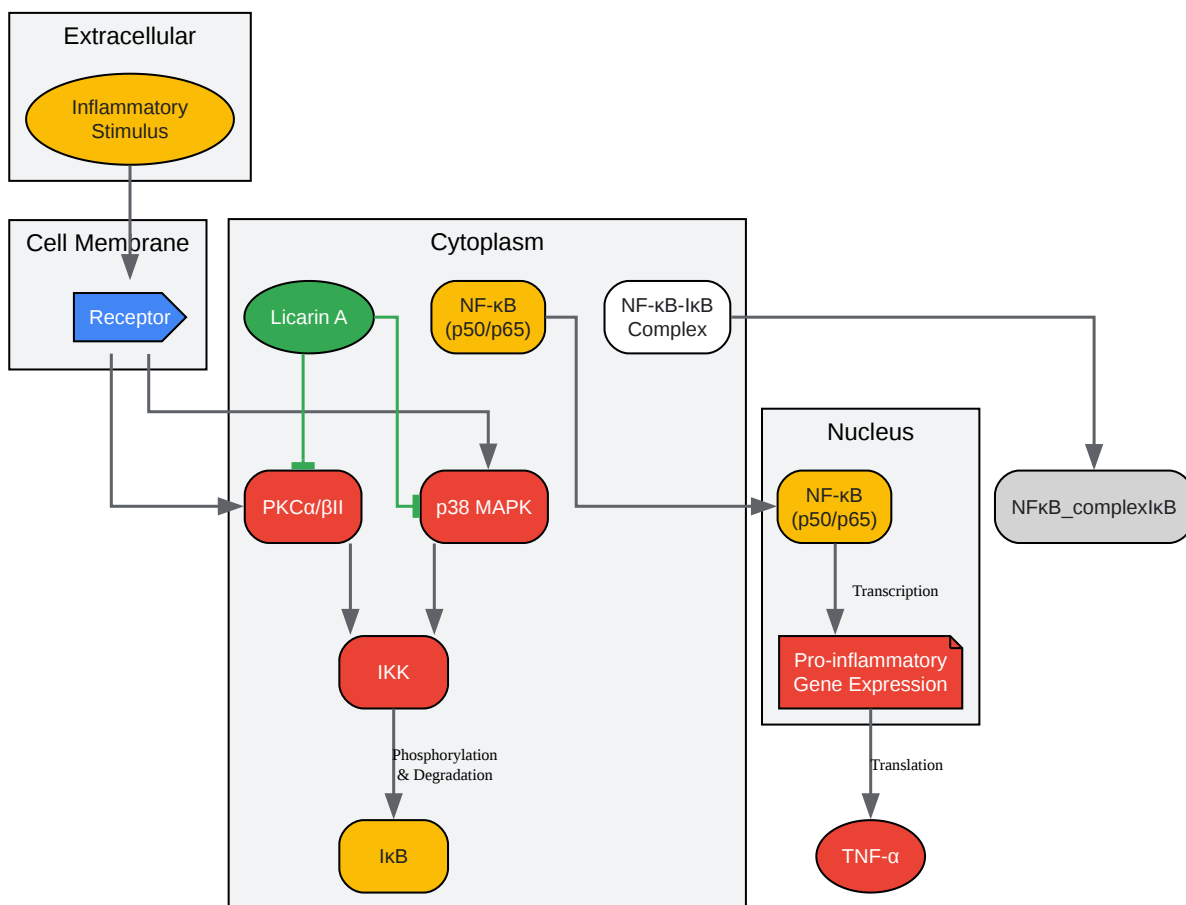 Extracellular
Inflammatory
Stimulus
Cell Membrane
Receptor
Cytoplasm
Licarin A
NF-κB
(p50/p65)
NF-κB-IκB
Complex
PKCα/βII
p38 MAPK
Nucleus
NF-κB
(p50/p65)
NFκB_complexIκB
Transcription
IKK
Pro-inflammatory
Gene Expression
Phosphorylation
& Degradation
Translation
IκB
TNF-α